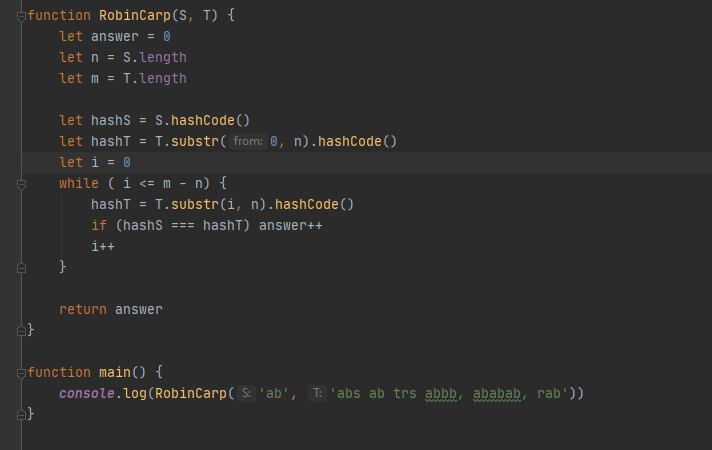 function RobinCarp(S, T) {
    let answer = 0
    let n = S.length
    let m = T.length

    let hashS = S.hashCode()
    let hashT = T.substr( from: 0, n).hashCode()
    let i = 0
    while ( i <= m - n) {
        hashT = T.substr(i, n).hashCode()
        if (hashS === hashT) answer++
        i++
    }

    return answer
}

function main() {
    console.log(RobinCarp( S: 'ab', T: 'abs ab trs abbb, ababab, rab'))
}